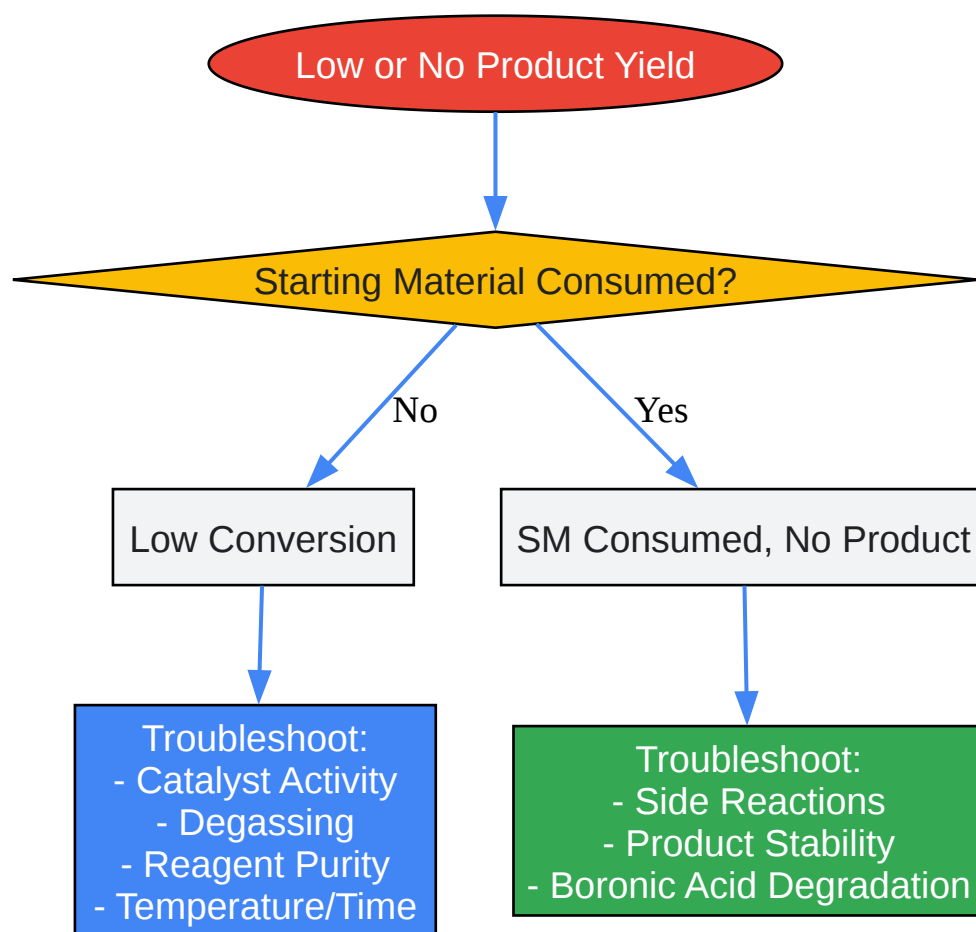 Low or No Product Yield
Starting Material Consumed?
No
Yes
Low Conversion
SM Consumed, No Product
Troubleshoot:
- Catalyst Activity
- Degassing
- Reagent Purity
- Temperature/Time
Troubleshoot:
- Side Reactions
- Product Stability
- Boronic Acid Degradation